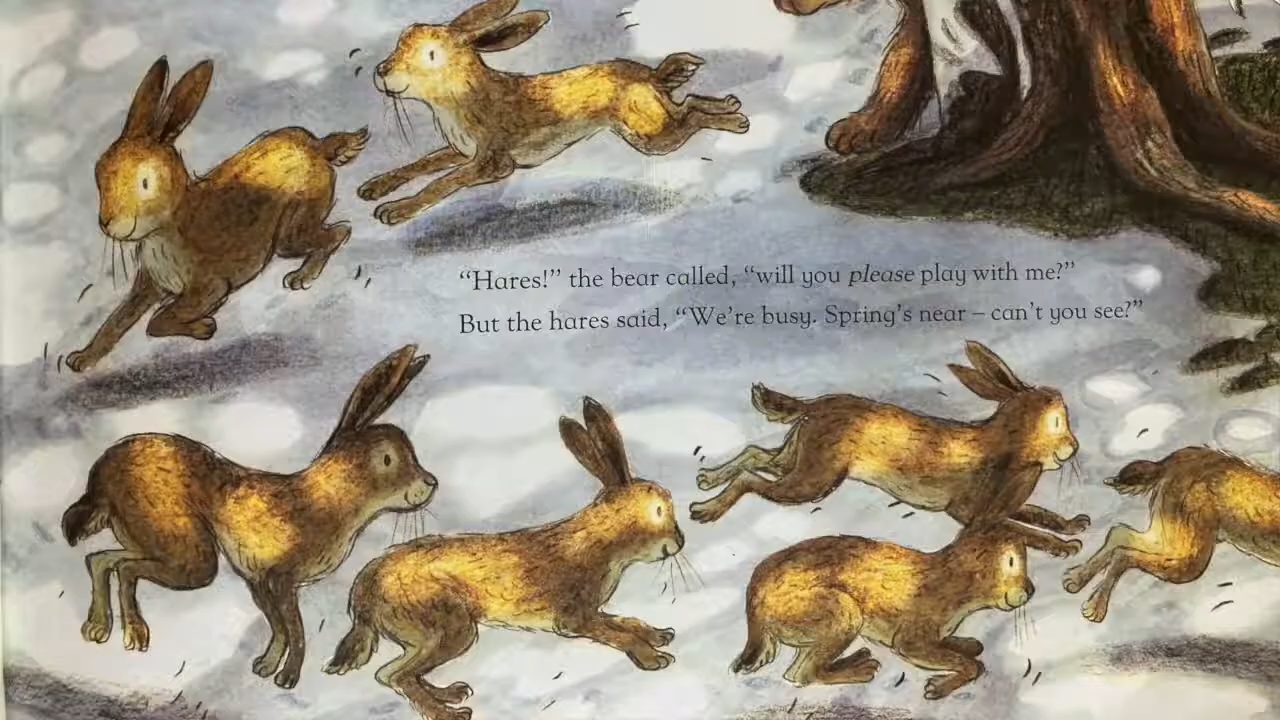 “Hares!” the bear called, “will you please play with me?”
But the hares said, “We’re busy. Spring’s near – can’t you see?”